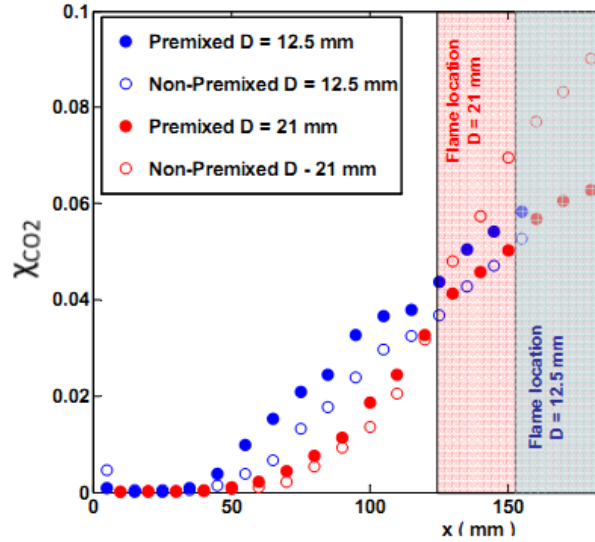 0.1
0.08
0.06
0.04
0.02
0
χCO2
Premixed D = 12.5 mm
Non-Premixed D = 12.5 mm
Premixed D = 21 mm
Non-Premixed D - 21 mm
Flame location
D = 21 mm
Flame location
D = 12.5 mm
0
50
100
150
x ( mm )